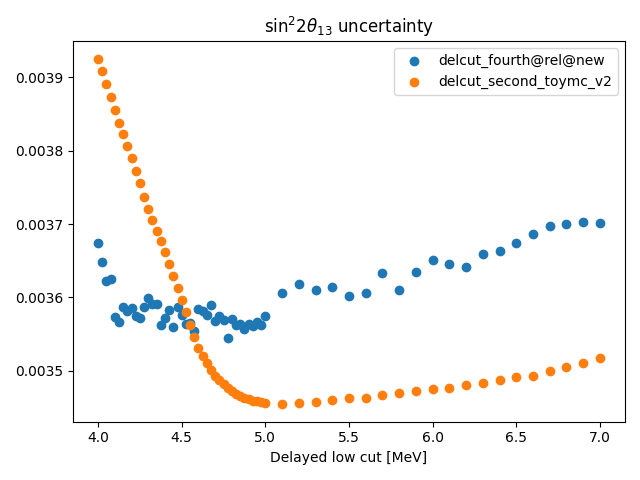 sin²2θ₁₃ uncertainty
delcut_fourth@rel@new
delcut_second_toymc_v2
0.0039
0.0038
0.0037
0.0036
0.0035
4.0 4.5 5.0 5.5 6.0 6.5 7.0
Delayed low cut [MeV]